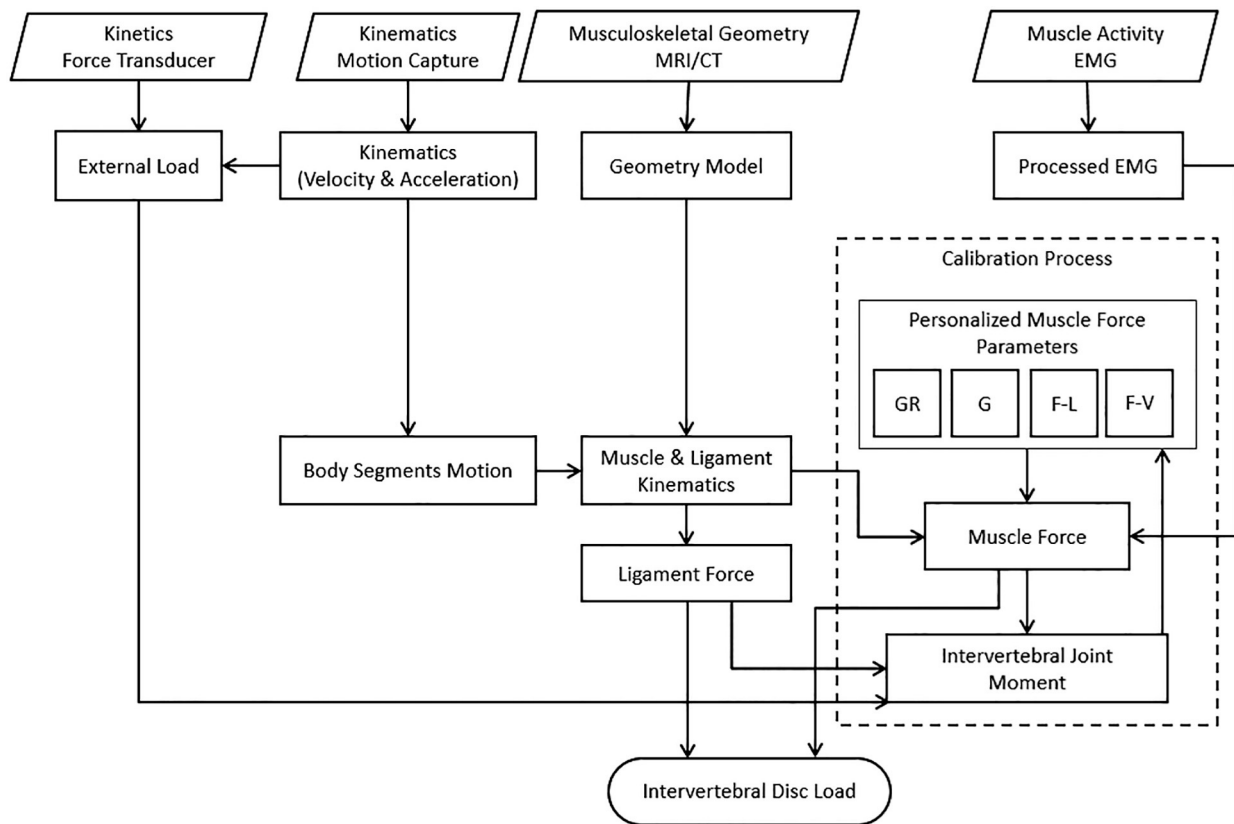 Kinetics
Force Transducer
Kinematics
Motion Capture
Musculoskeletal Geometry
MRI/CT
Muscle Activity
EMG
External Load
Kinematics
(Velocity & Acceleration)
Geometry Model
Processed EMG
Calibration Process
Personalized Muscle Force
Parameters
GR
G
F-L
F-V
Body Segments Motion
Muscle & Ligament
Kinematics
Muscle Force
Ligament Force
Intervertebral Joint
Moment
Intervertebral Disc Load